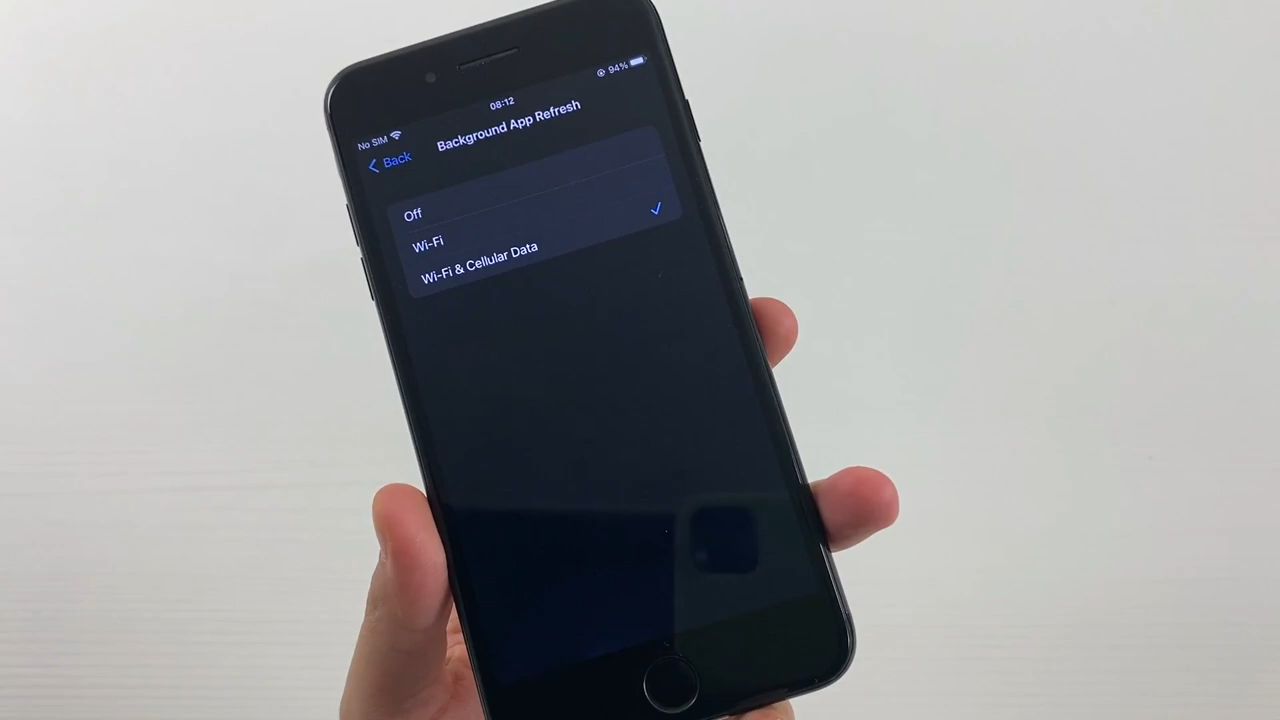 08:12
94%
No SIM
Back
Background App Refresh
Off
Wi-Fi
Wi-Fi & Cellular Data